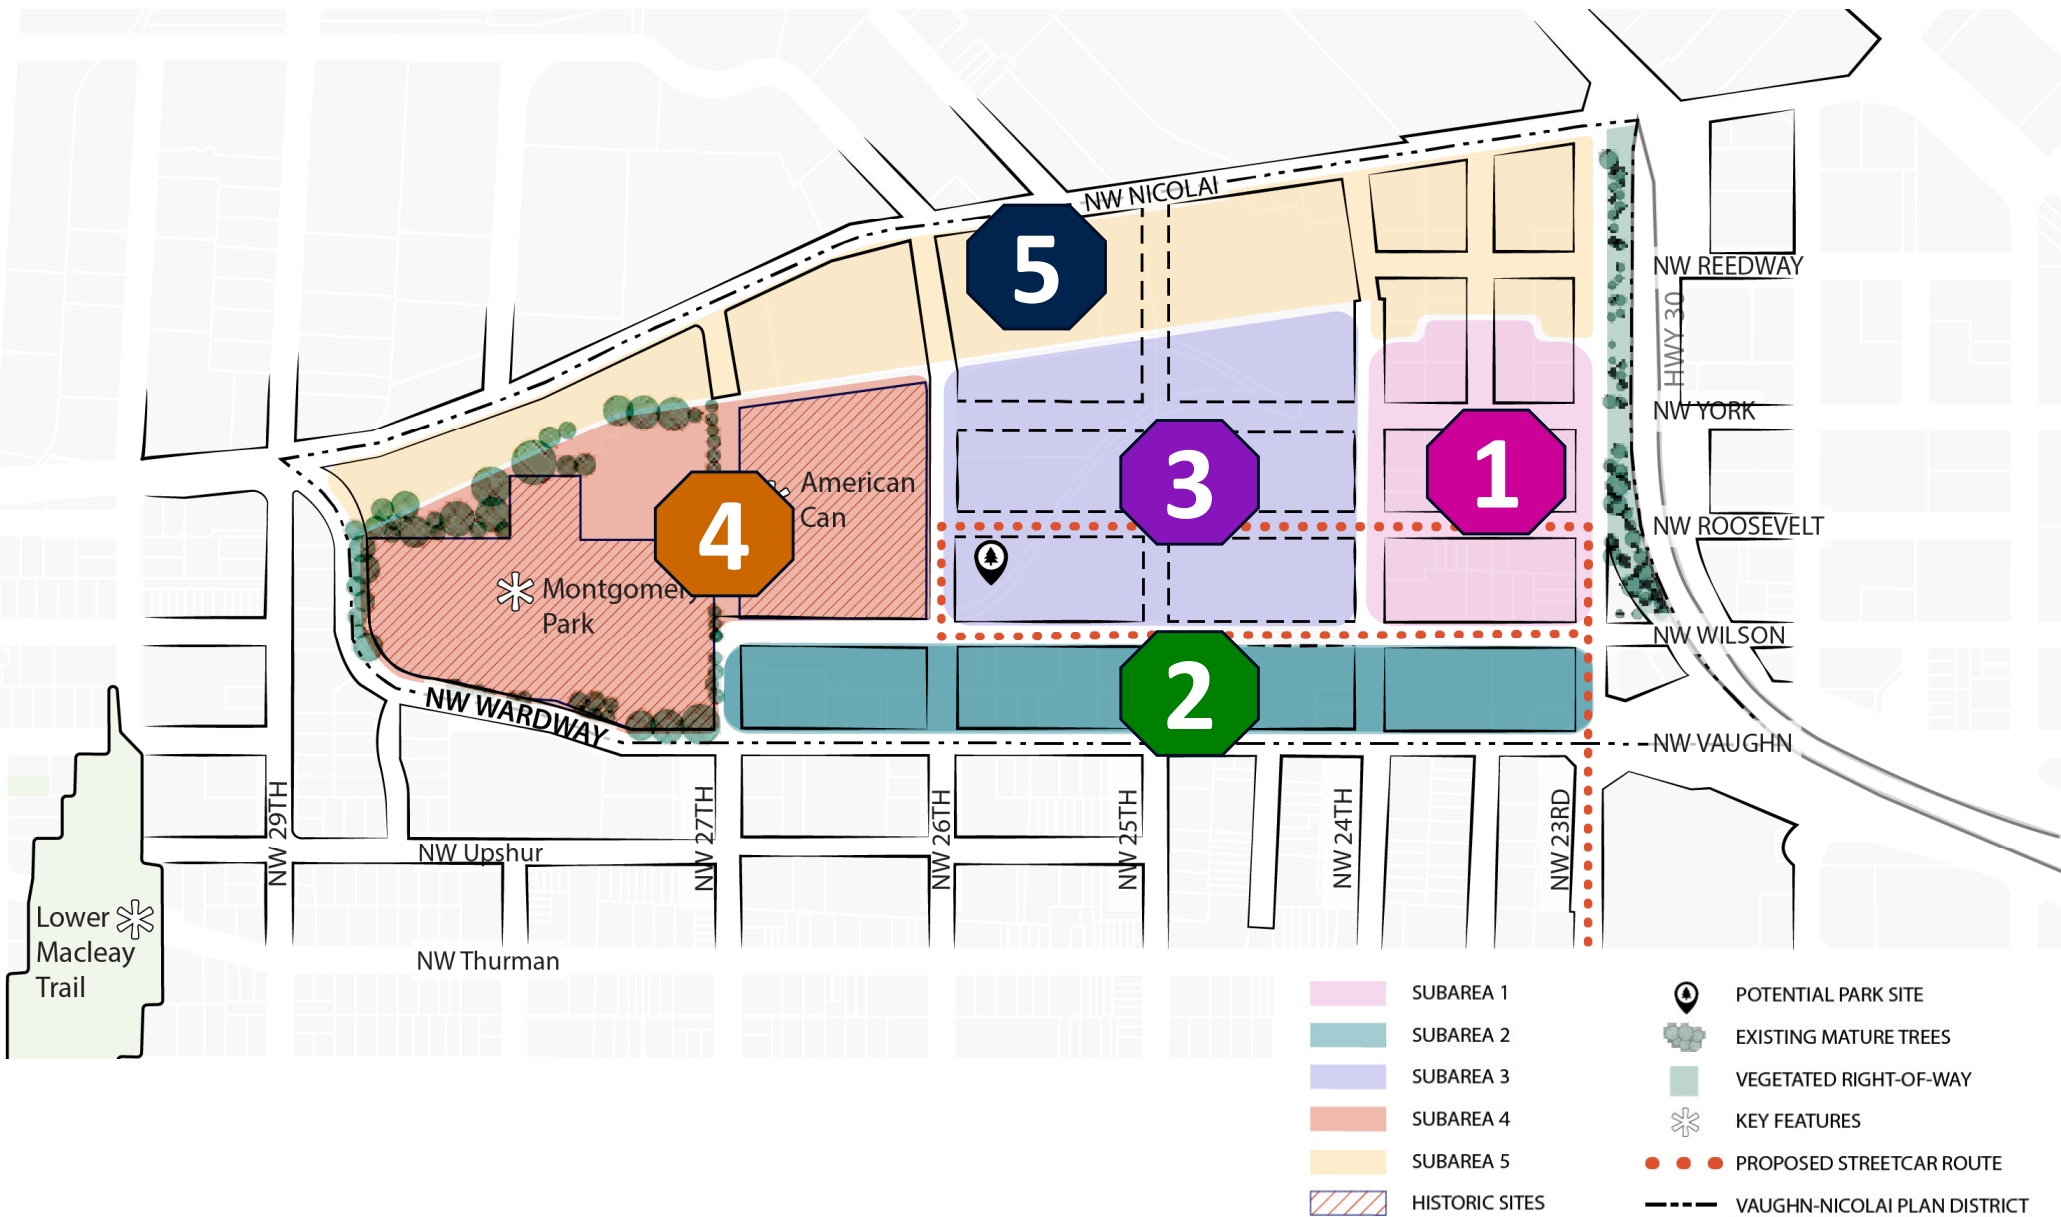 NW NICOLAI
5
NW REEDWAY
HWY 30
NW YORK
1
3
American
Can
4
NW ROOSEVELT
Montgomery
Park
NW WILSON
2
NW WARDWAY
NW VAUGHN
NW 29TH
NW 27TH
NW 26TH
NW 25TH
NW 24TH
NW 23RD
NW Upshur
Lower
Macleay
Trail
NW Thurman
SUBAREA 1
SUBAREA 2
SUBAREA 3
SUBAREA 4
SUBAREA 5
HISTORIC SITES
POTENTIAL PARK SITE
EXISTING MATURE TREES
VEGETATED RIGHT-OF-WAY
KEY FEATURES
PROPOSED STREETCAR ROUTE
VAUGHN-NICOLAI PLAN DISTRICT